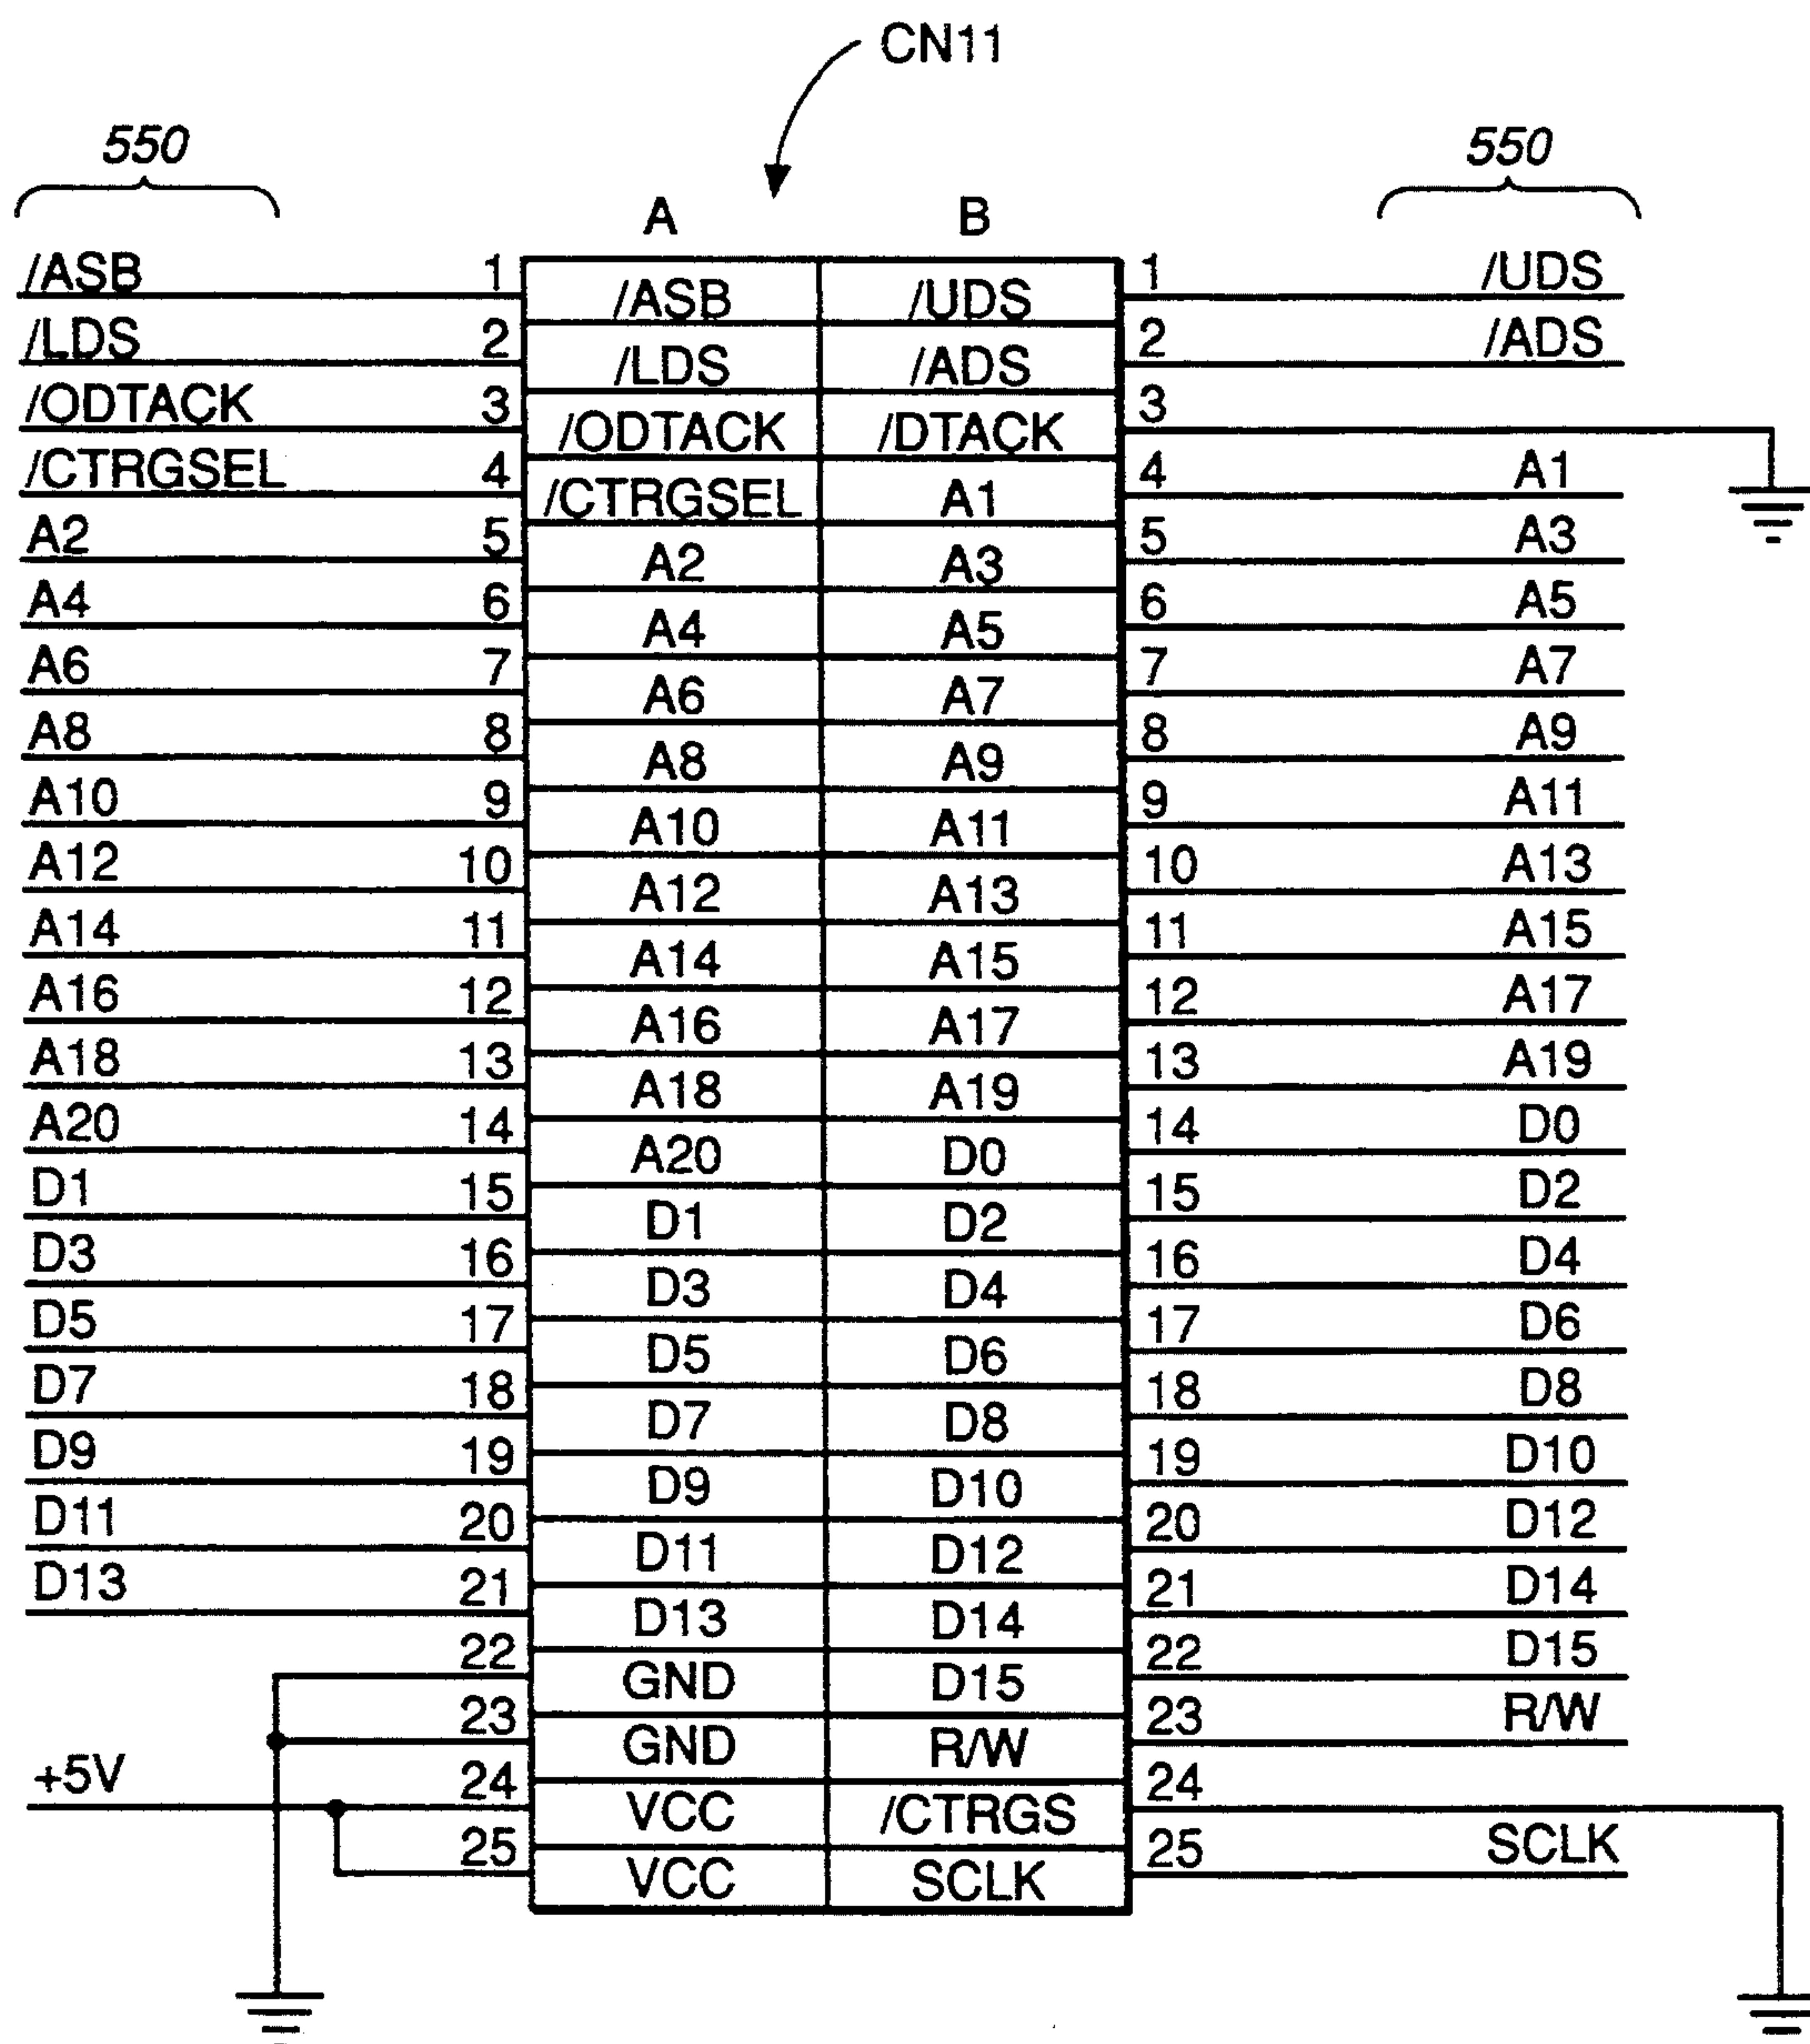 CN11
550 550
A B
/ASB 1 /ASB /UDS 1 /UDS
/LDS 2 /LDS /ADS 2 /ADS
/ODTACK 3 /ODTACK /DTACK 3
/CTRGSEL 4 /CTRGSEL A1 4 A1
A2 5 A2 A3 5 A3
A4 6 A4 A5 6 A5
A6 7 A6 A7 7 A7
A8 8 A8 A9 8 A9
A10 9 A10 A11 9 A11
A12 10 A12 A13 10 A13
A14 11 A14 A15 11 A15
A16 12 A16 A17 12 A17
A18 13 A18 A19 13 A19
A20 14 A20 D0 14 D0
D1 15 D1 D2 15 D2
D3 16 D3 D4 16 D4
D5 17 D5 D6 17 D6
D7 18 D7 D8 18 D8
D9 19 D9 D10 19 D10
D11 20 D11 D12 20 D12
D13 21 D13 D14 21 D14
22 GND D15 22 D15
23 GND R/W 23 R/W
+5V 24 VCC /CTRGS 24
25 VCC SCLK 25 SCLK